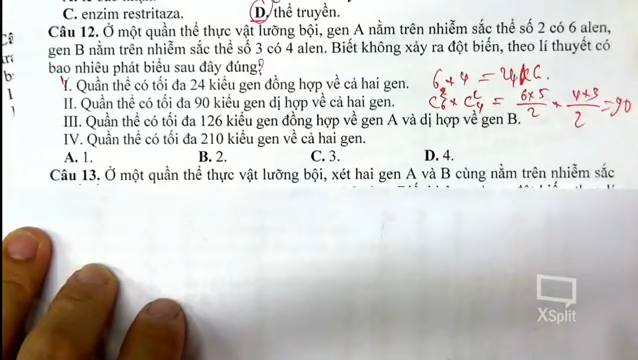 C. enzim restritaza. D. thể truyền.
Câu 12. Ở một quần thể thực vật lưỡng bội, gen A nằm trên nhiễm sắc thể số 2 có 6 alen,
gen B nằm trên nhiễm sắc thể số 3 có 4 alen. Biết không xảy ra đột biến, theo lí thuyết có
bao nhiêu phát biểu sau đây đúng?
I. Quần thể có tối đa 24 kiểu gen đồng hợp về cả hai gen. 6 x 4 = 24
II. Quần thể có tối đa 90 kiểu gen dị hợp về cả hai gen. C²₆ x C²₄ = 6x5/2 x 4x3/2 = 90
III. Quần thể có tối đa 126 kiểu gen đồng hợp về gen A và dị hợp về gen B.
IV. Quần thể có tối đa 210 kiểu gen về cả hai gen.
A. 1. B. 2. C. 3. D. 4.
Câu 13. Ở một quần thể thực vật lưỡng bội, xét hai gen A và B cùng nằm trên nhiễm sắc
XSplit